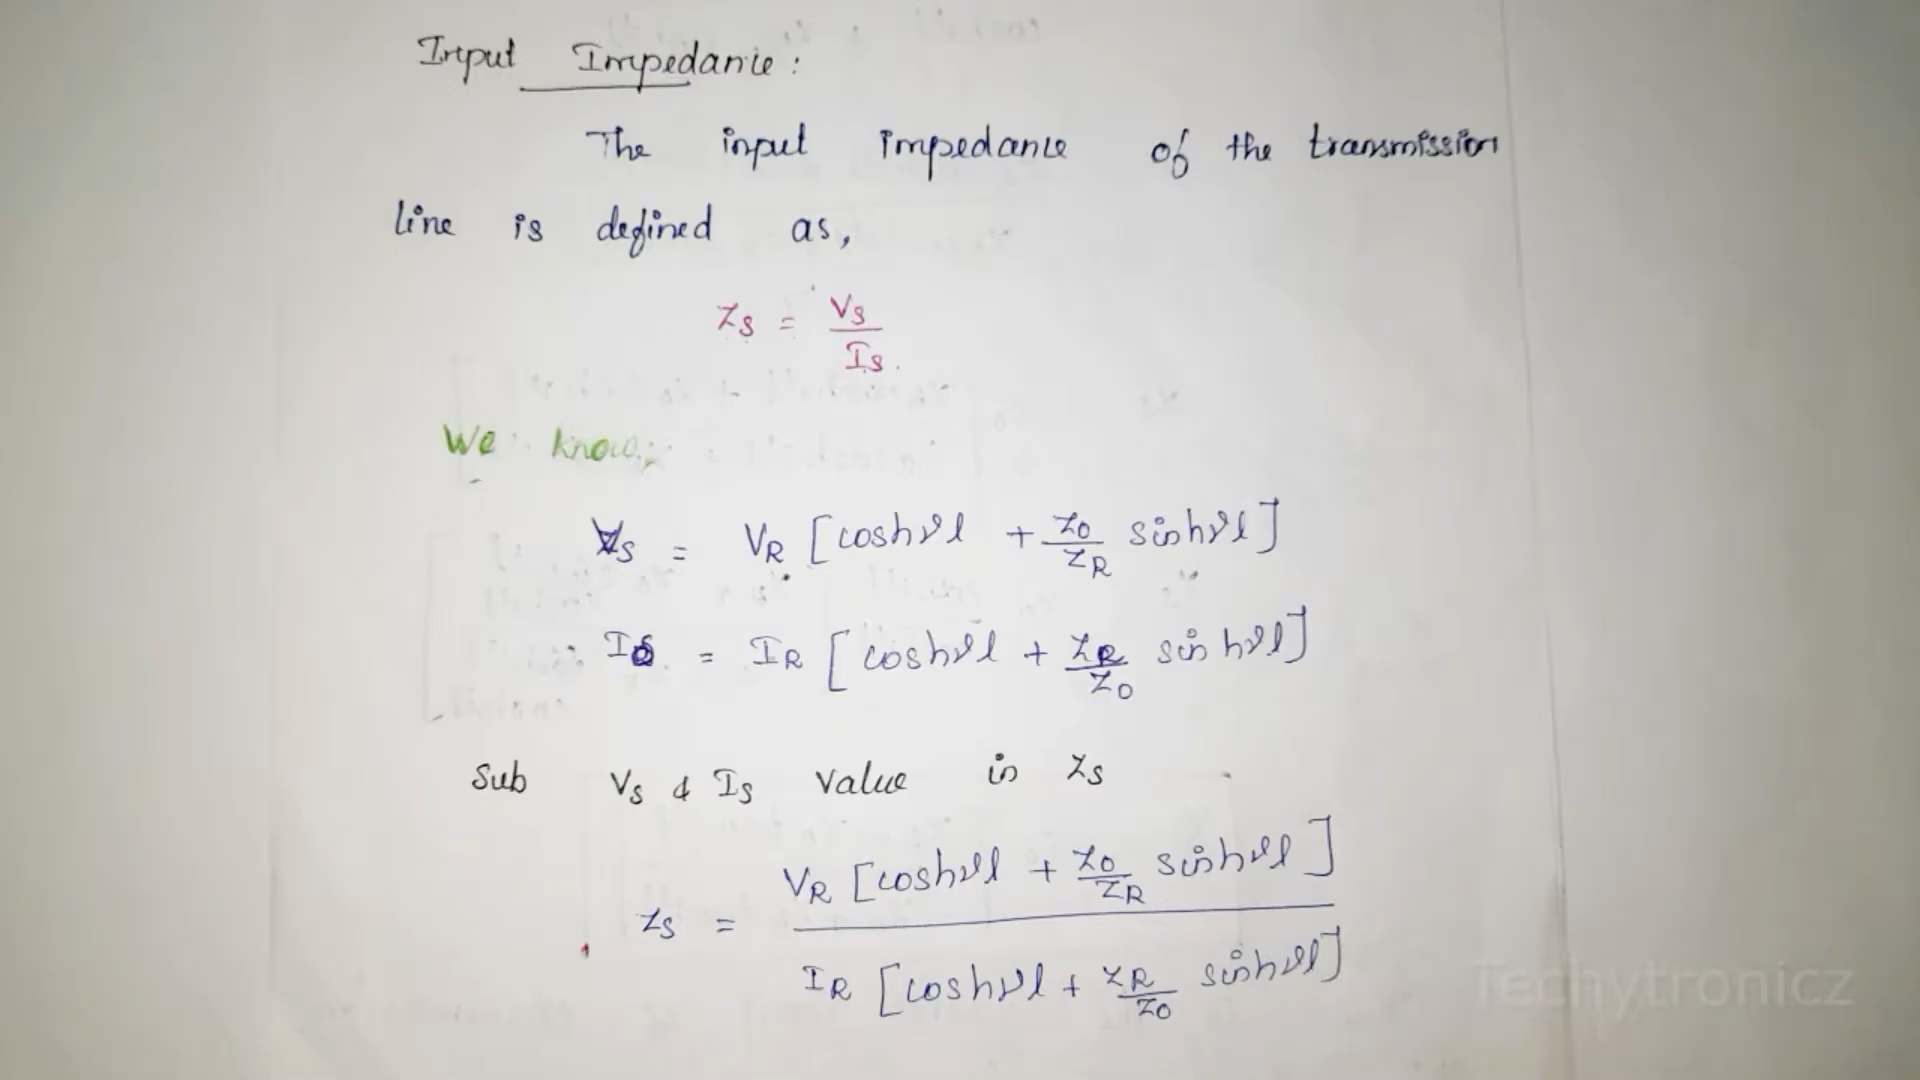 Input Impedance :
The input impedance of the transmission
line is defined as,
Zs = Vs / Is.
We know,
Vs = VR [coshγl + Z0/ZR sinhγl]
Is = IR [coshγl + ZR/Z0 sinhγl]
Sub Vs & Is Value in Zs
Zs = VR [coshγl + Z0/ZR sinhγl] / IR [coshγl + ZR/Z0 sinhγl]
Techytronicz